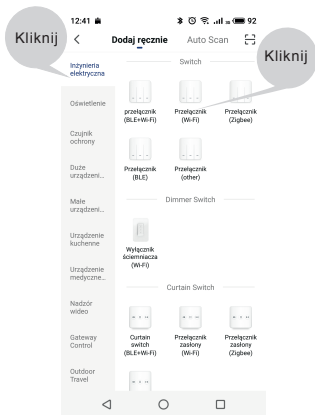 Kliknij
12:41
92
Dodaj ręcznie
Auto Scan
Kliknij
Inżynieria
elektryczna
Oświetlenie
Czujnik
ochrony
Duże
urządzeni...
Małe
urządzeni...
Urządzenie
kuchenne
Urządzenie
medyczne...
Nadzór
wideo
Gateway
Control
Outdoor
Travel
Switch
przełącznik
(BLE+Wi-Fi)
Przełącznik
(Wi-Fi)
Przełącznik
(Zigbee)
Przełącznik
(BLE)
Przełącznik
(other)
Dimmer Switch
Wyłącznik
ściemniacza
(Wi-Fi)
Curtain Switch
Curtain
switch
(BLE+Wi-Fi)
Przełącznik
zasłony
(Wi-Fi)
Przełącznik
zasłony
(Zigbee)